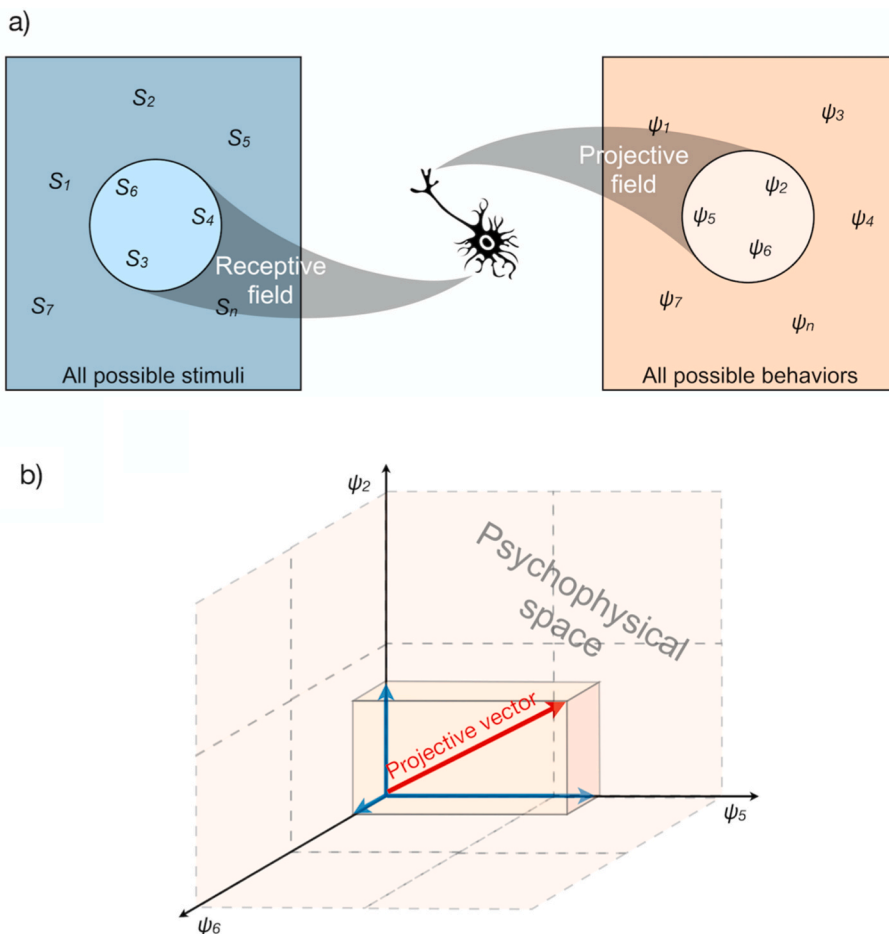 a)
S2
S5
S1
S6
S4
S3
S7
Sn
Receptive
field
All possible stimuli
ψ1
ψ3
Projective
field
ψ2
ψ5
ψ4
ψ6
ψ7
ψn
All possible behaviors
b)
ψ2
Psychophysical
space
Projective vector
ψ5
ψ6